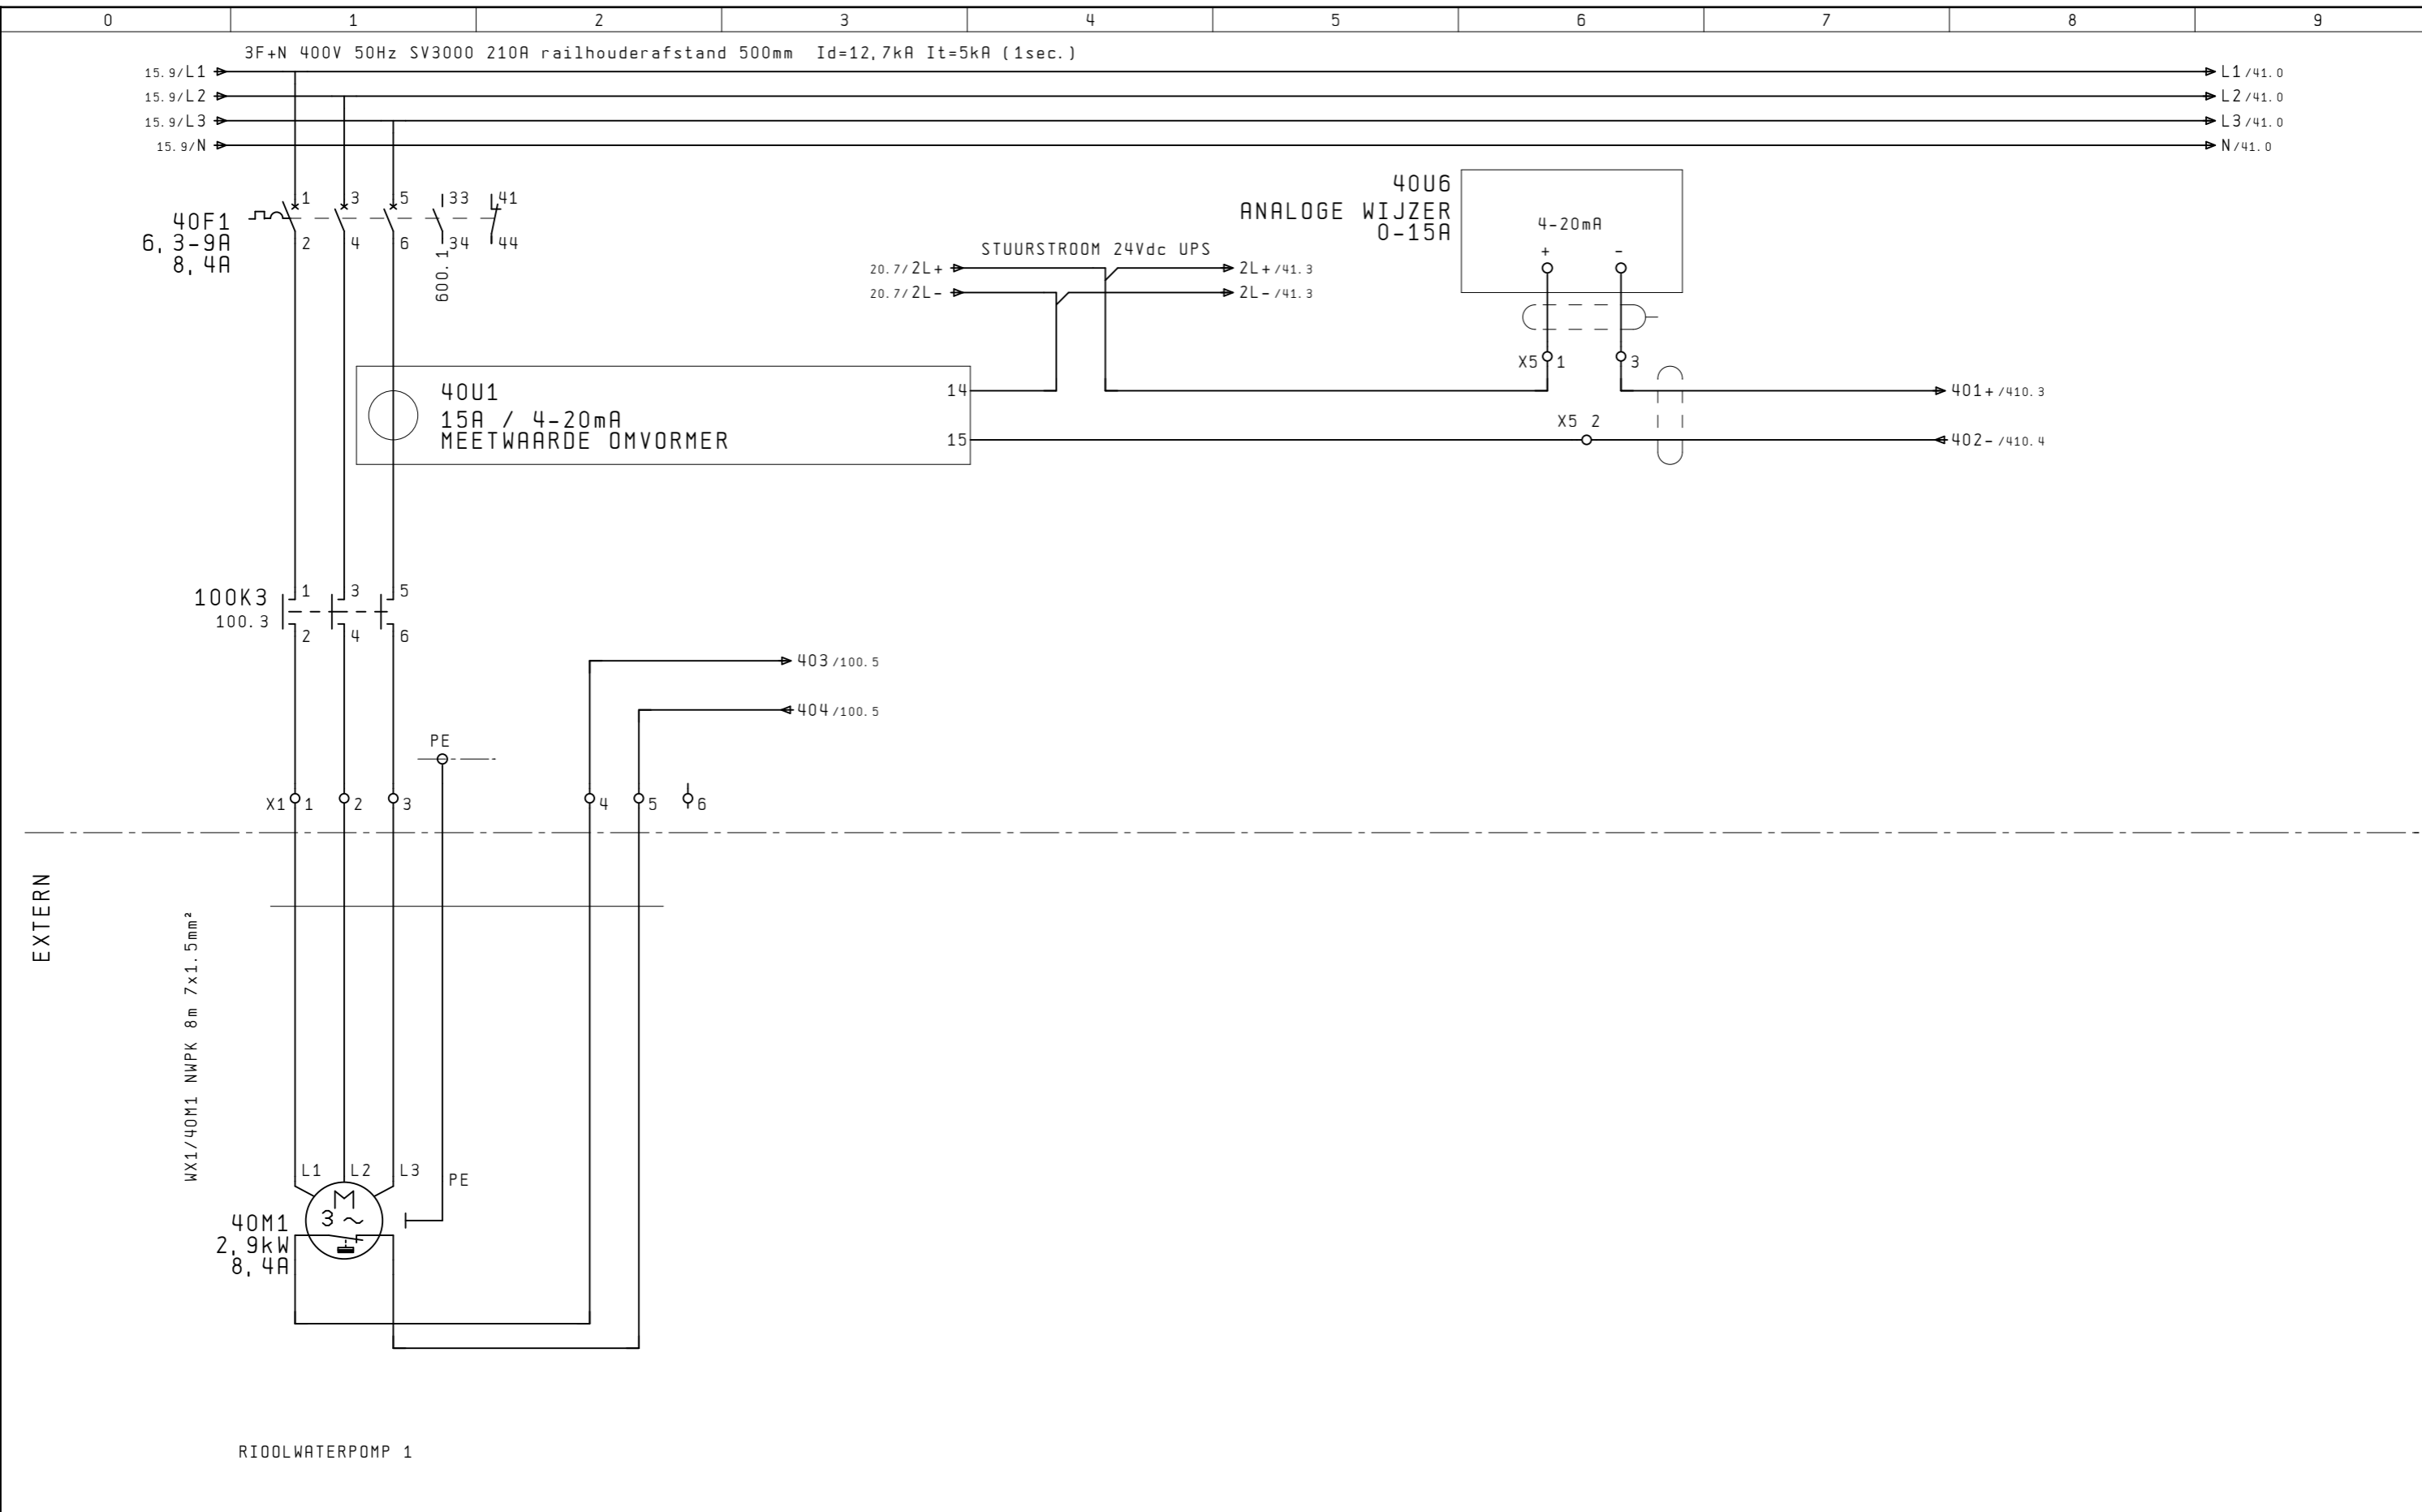 0 1 2 3 4 5 6 7 8 9
3F+N 400V 50Hz SV3000 210A railhouderafstand 500mm Id=12,7kA It=5kA (1sec.)
15.9/L1 L1/41.0
15.9/L2 L2/41.0
15.9/L3 L3/41.0
15.9/N N/41.0
40F1
6,3-9A
8,4A
1 3 5 33 41
2 4 6 34 44
600.1
STUURSTROOM 24Vdc UPS
20.7/2L+ 2L+/41.3
20.7/2L- 2L-/41.3
40U6
ANALOGE WIJZER
0-15A
4-20mA
+ -
X5 1 3
40U1
15A / 4-20mA
MEETWAARDE OMVORMER
14
15
401+/410.3
X5 2
402-/410.4
100K3
100.3
1 3 5
2 4 6
403/100.5
404/100.5
PE
X1 1 2 3 4 5 6
EXTERN
WX1/40M1 NWPK 8m 7x1.5mm²
L1 L2 L3 PE
M
3 ~
40M1
2,9kW
8,4A
RIOOLWATERPOMP 1